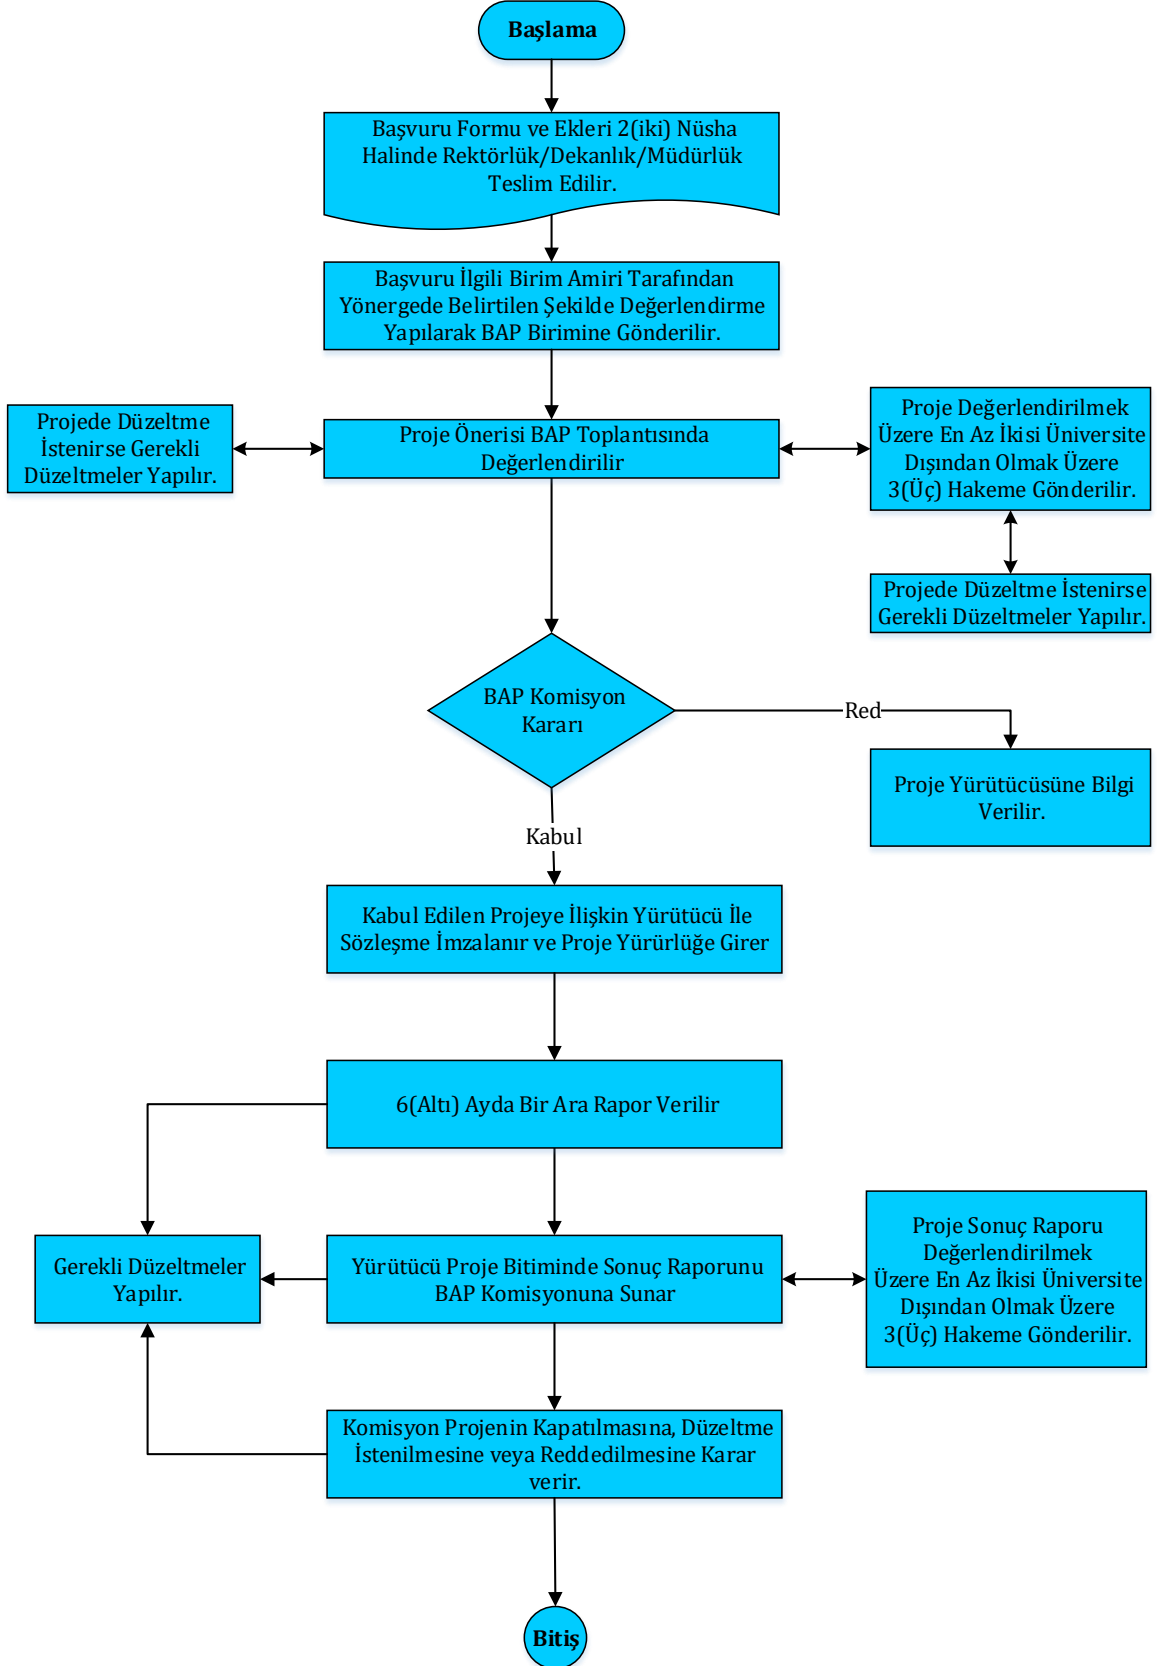 Başlama
Başvuru Formu ve Ekleri 2(iki) Nüsha
Halinde Rektörlük/Dekanlık/Müdürlük
Teslim Edilir.
Başvuru İlgili Birim Amiri Tarafından
Yönergede Belirtilen Şekilde Değerlendirme
Yapılarak BAP Birimine Gönderilir.
Projede Düzeltme
İstenirse Gerekli
Düzeltmeler Yapılır.
Proje Önerisi BAP Toplantısında
Değerlendirilir
Proje Değerlendirilmek
Üzere En Az İkisi Üniversite
Dışından Olmak Üzere
3(Üç) Hakeme Gönderilir.
Projede Düzeltme İstenirse
Gerekli Düzeltmeler Yapılır.
BAP Komisyon
Kararı
Red
Proje Yürütücüsüne Bilgi
Verilir.
Kabul
Kabul Edilen Projeye İlişkin Yürütücü İle
Sözleşme İmzalanır ve Proje Yürürlüğe Girer
6(Altı) Ayda Bir Ara Rapor Verilir
Gerekli Düzeltmeler
Yapılır.
Yürütücü Proje Bitiminde Sonuç Raporunu
BAP Komisyonuna Sunar
Proje Sonuç Raporu
Değerlendirilmek
Üzere En Az İkisi Üniversite
Dışından Olmak Üzere
3(Üç) Hakeme Gönderilir.
Komisyon Projenin Kapatılmasına, Düzeltme
İstenilmesine veya Reddedilmesine Karar
verir.
Bitiş